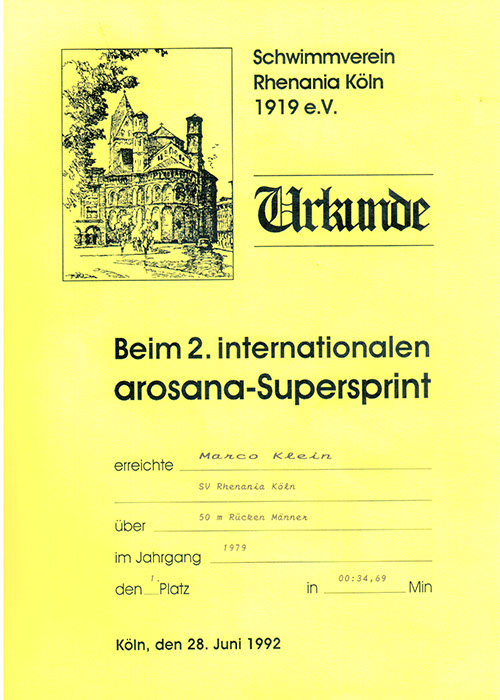 Schwimmverein
Rhenania Köln
1919 e.V.
Urkunde
Beim 2. internationalen
arosana-Supersprint
erreichte Marco Klein
SV Rhenania Köln
über 50 m Rücken Männer
im Jahrgang 1979
den 1. Platz in 00:34,69 Min
Köln, den 28. Juni 1992